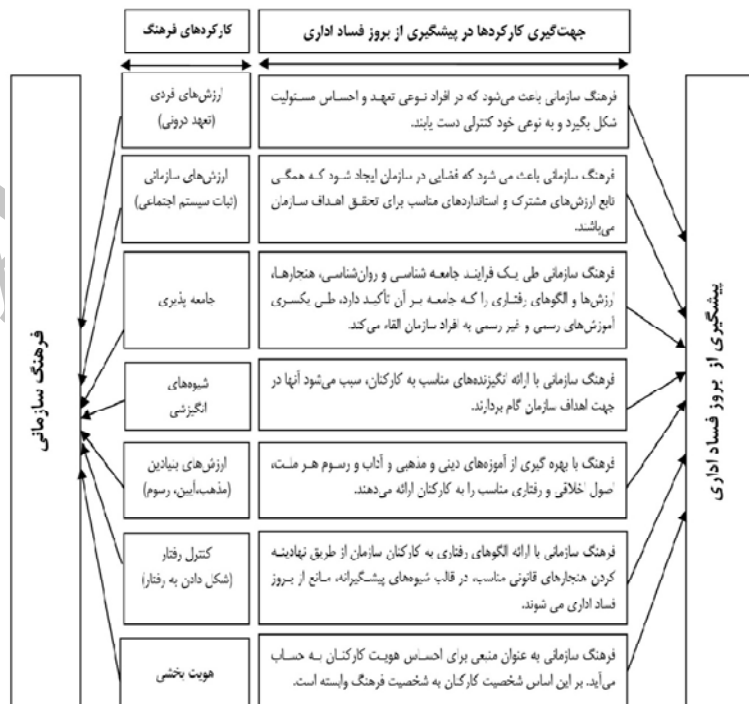 جهت‌گیری کارکردها در پیشگیری از بروز فساد اداری
کارکردهای فرهنگ
پیشگیری از بروز فساد اداری
فرهنگ سازمانی باعث می‌شود که در افراد نوعی تعهد و احساس مسئولیت
شکل بگیرد و به نوعی خود کنترلی دست یابند.
ارزش‌های فردی
(تعهد درونی)
فرهنگ سازمانی باعث می شود که فضایی در سازمان ایجاد شود که همگی
تابع ارزش‌های مشترک و استانداردهای مناسب برای تحقق اهداف سازمان
می‌باشند.
ارزش‌های سازمانی
(ثبات سیستم اجتماعی)
فرهنگ سازمانی طی یک فرایند جامعه شناسی و روان‌شناسی، هنجارها،
ارزش‌ها و الگوهای رفتاری را که جامعه بر آن تأکید دارد، طی یکسری
آموزش‌های رسمی و غیر رسمی به افراد سازمان القاء می‌کند.
جامعه پذیری
فرهنگ سازمانی با ارائه انگیزنده‌های مناسب به کارکنان، سبب می‌شود آنها در
جهت اهداف سازمان گام بردارند.
شیوه‌های
انگیزشی
فرهنگ با بهره گیری از آموزه‌های دینی و مذهبی و آداب و رسوم هر ملت،
اصول اخلاقی و رفتاری مناسب را به کارکنان ارائه می‌دهند.
ارزش‌های بنیادین
(مذهب،آیین، رسوم)
فرهنگ سازمانی با ارائه الگوهای رفتاری به کارکنان سازمان از طریق نهادینه
کردن هنجارهای قانونی مناسب، در قالب شیوه‌های پیشگیرانه، مانع از بروز
فساد اداری می شوند.
کنترل رفتار
(شکل دادن به رفتار)
فرهنگ سازمانی به عنوان منبعی برای احساس هویت کارکنان به حساب
می‌آید. بر این اساس شخصیت کارکنان به شخصیت فرهنگ وابسته است.
هویت بخشی
فرهنگ سازمانی